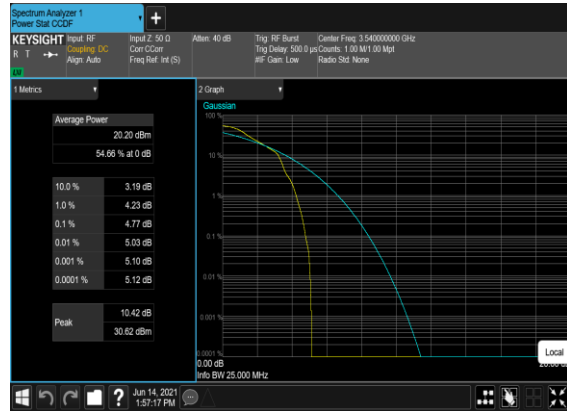 Spectrum Analyzer 1
Power Stat CCDF
KEYSIGHT
R T
LXI
Input: RF
Coupling: DC
Align: Auto
Input Z: 50 Ω
Corr CCorr
Freq Ref: Int (S)
Atten: 40 dB
Trig: RF Burst
Trig Delay: 500.0 µs
#IF Gain: Low
Center Freq: 3.540000000 GHz
Counts: 1.00 M/1.00 Mpt
Radio Std: None
1 Metrics
Average Power
20.20 dBm
54.66 % at 0 dB
10.0 % 3.19 dB
1.0 % 4.23 dB
0.1 % 4.77 dB
0.01 % 5.03 dB
0.001 % 5.10 dB
0.0001 % 5.12 dB
Peak
10.42 dB
30.62 dBm
2 Graph
Gaussian
100 %
10 %
1 %
0.1 %
0.01 %
0.001 %
0.0001 %
0.00 dB
Info BW 25.000 MHz
Local
?
Jun 14, 2021
1:57:17 PM